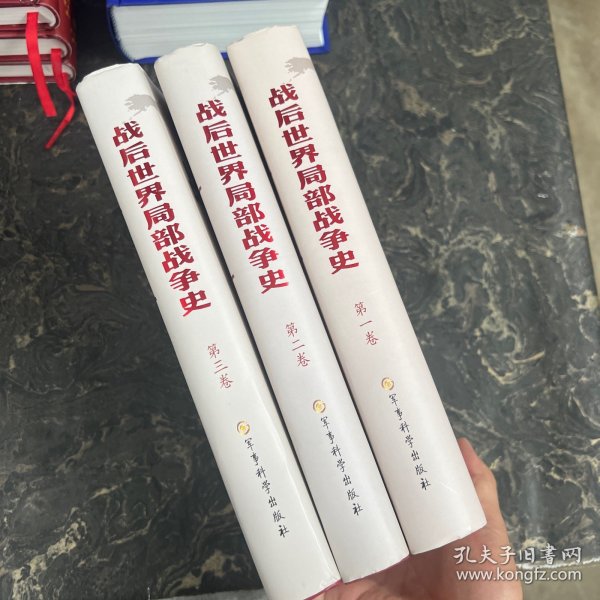 战后世界局部战争史
第三卷
军事科学出版社
战后世界局部战争史
第二卷
军事科学出版社
战后世界局部战争史
第一卷
军事科学出版社
孔夫子旧书网
www.kongfz.com